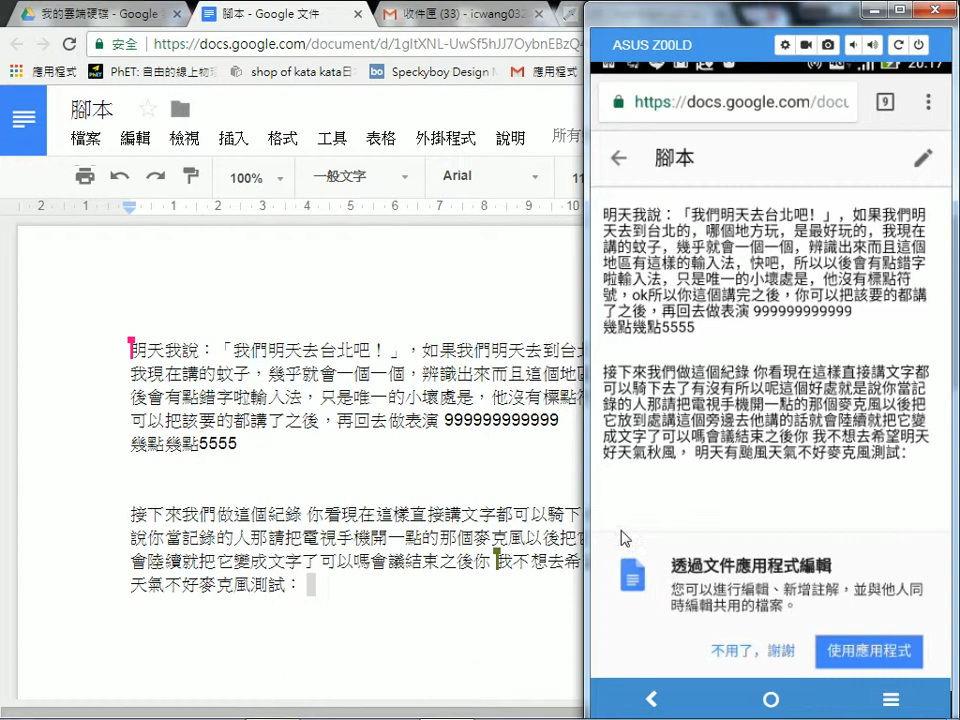 我的雲端硬碟 - Google
腳本 - Google 文件
收件匣 (33) - icwang032
安全 https://docs.google.com/document/d/1gItXNL-UwSf5hJJ7OybnEBzQ4
應用程式
PhET: 自由的線上物理
shop of kata kata日
Speckyboy Design M
應用程式
腳本
檔案 編輯 檢視 插入 格式 工具 表格 外掛程式 說明 所有
100% 一般文字 Arial 11
2 1 1 2 3 4 5 6 7 8 9 10
明天我說：「我們明天去台北吧！」，如果我們明天去到台北
我現在講的蚊子，幾乎就會一個一個，辨識出來而且這個地區
後會有點錯字啦輸入法，只是唯一的小壞處是，他沒有標點符
可以把該要的都講了之後，再回去做表演 999999999999
幾點幾點5555
接下來我們做這個紀錄 你看現在這樣直接講文字都可以騎下
說你當記錄的人那請把電視手機開一點的那個麥克風以後把它
會陸續就把它變成文字了可以嗎會議結束之後你 我不想去希
天氣不好麥克風測試：
ASUS Z00LD
20:17
https://docs.google.com/docu
9
腳本
明天我說：「我們明天去台北吧！」，如果我們明
天去到台北的，哪個地方玩，是最好玩的，我現在
講的蚊子，幾乎就會一個一個，辨識出來而且這個
地區有這樣的輸入法，快吧，所以以後會有點錯字
啦輸入法，只是唯一的小壞處是，他沒有標點符
號，ok所以你這個講完之後，你可以把該要的都講
了之後，再回去做表演 999999999999
幾點幾點5555
接下來我們做這個紀錄 你看現在這樣直接講文字都
可以騎下去了有沒有所以呢這個好處就是說你當記
錄的人那請把電視手機開一點的那個麥克風以後把
它放到處講這個旁邊去他講的話就會陸續就把它變
成文字了可以嗎會議結束之後你 我不想去希望明天
好天氣秋風， 明天有颱風天氣不好麥克風測試：
透過文件應用程式編輯
您可以進行編輯、新增註解，並與他人同
時編輯共用的檔案。
不用了，謝謝
使用應用程式